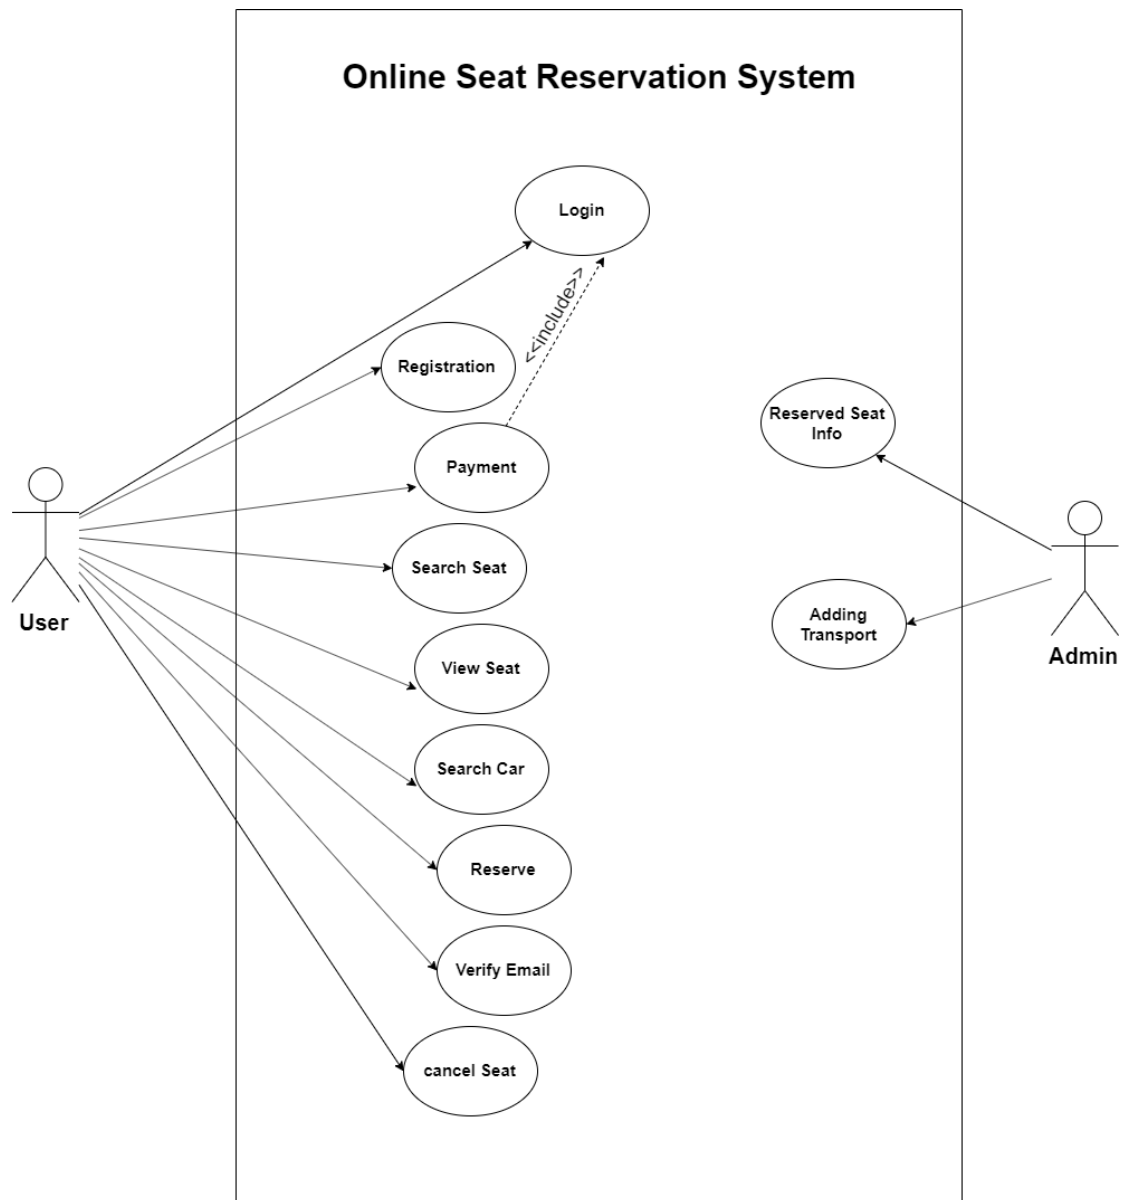 Online Seat Reservation System
Login
<<include>>
Registration
Payment
Search Seat
View Seat
Search Car
Reserve
Verify Email
cancel Seat
User
Reserved Seat
Info
Adding
Transport
Admin